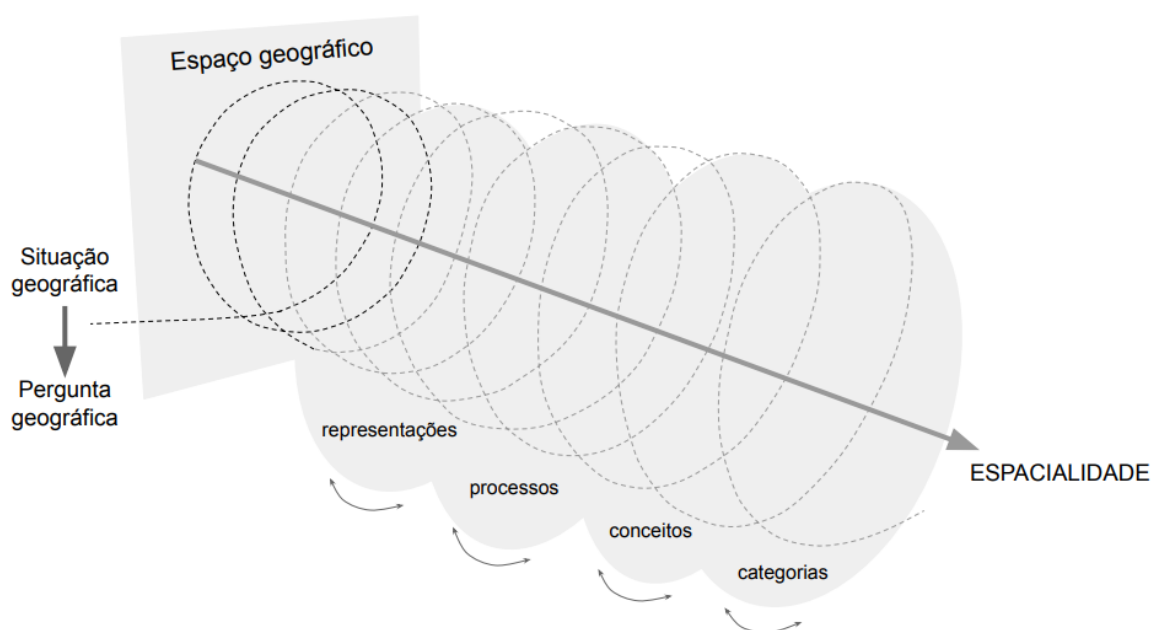 Espaço geográfico
Situação
geográfica
Pergunta
geográfica
representações
processos
conceitos
categorias
ESPACIALIDADE